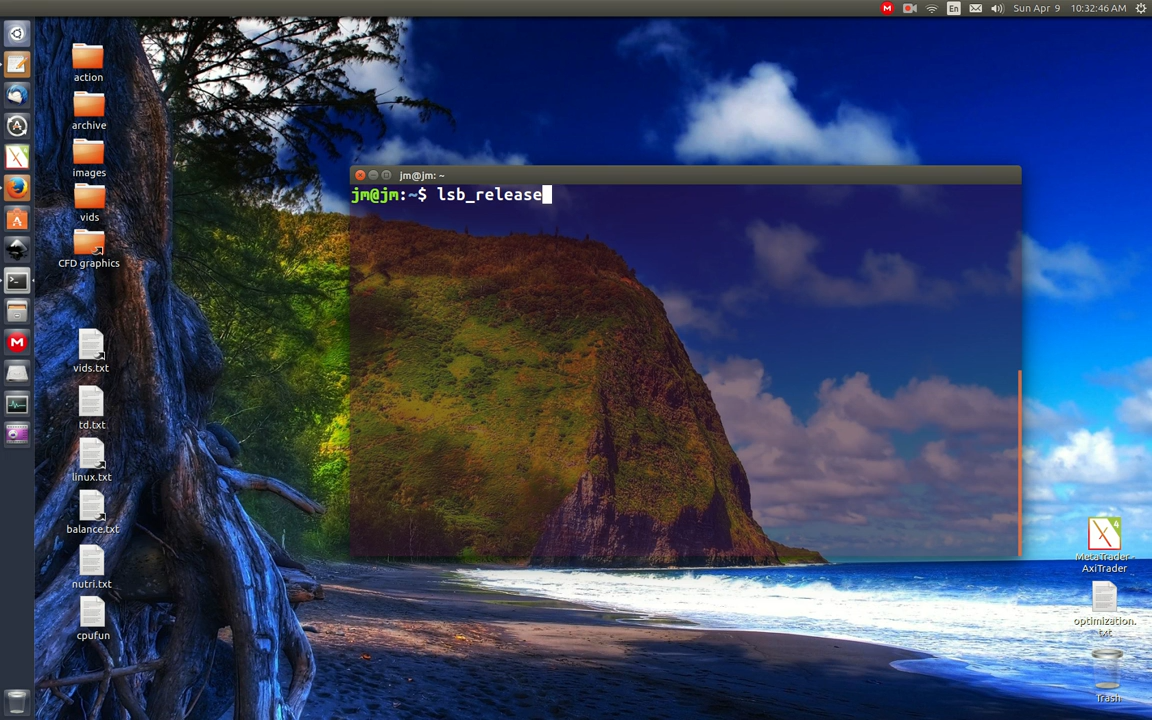 En
Sun Apr 9
10:32:46 AM
action
archive
images
vids
CFD graphics
vids.txt
td.txt
linux.txt
balance.txt
nutri.txt
cpufun
jm@jm: ~
jm@jm:~$ lsb_release
4
MetaTrader -
AxiTrader
optimization.
txt
Trash